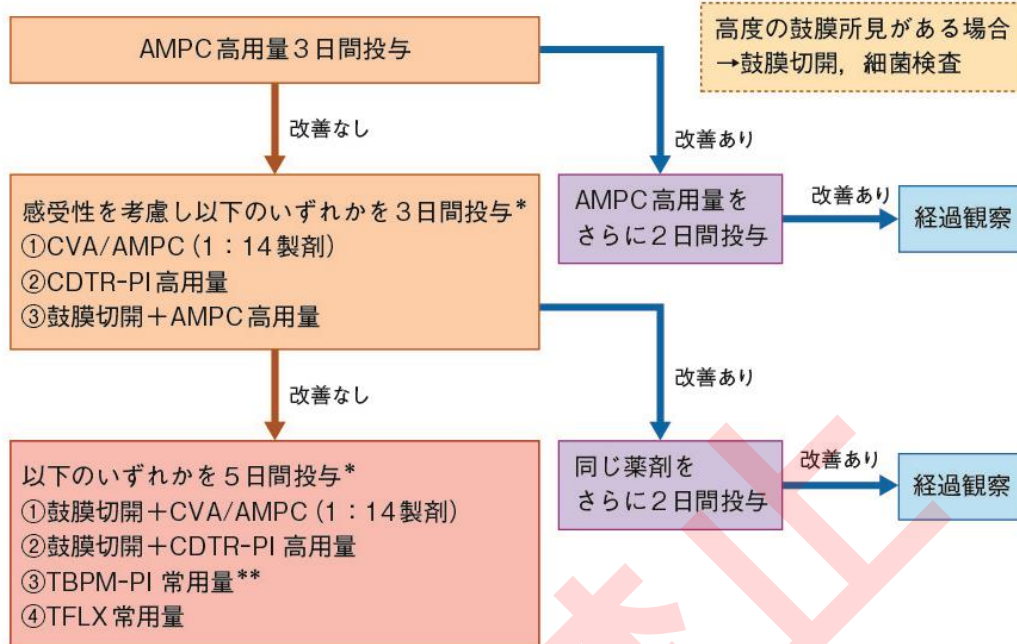 AMPC高用量3日間投与
高度の鼓膜所見がある場合
→鼓膜切開，細菌検査
改善なし
改善あり
感受性を考慮し以下のいずれかを3日間投与*
①CVA/AMPC（1：14製剤）
②CDTR-PI高用量
③鼓膜切開＋AMPC高用量
AMPC高用量を
さらに2日間投与
改善あり
経過観察
改善なし
改善あり
以下のいずれかを5日間投与*
①鼓膜切開＋CVA/AMPC（1：14製剤）
②鼓膜切開＋CDTR-PI 高用量
③TBPM-PI 常用量**
④TFLX常用量
同じ薬剤を
さらに2日間投与
改善あり
経過観察